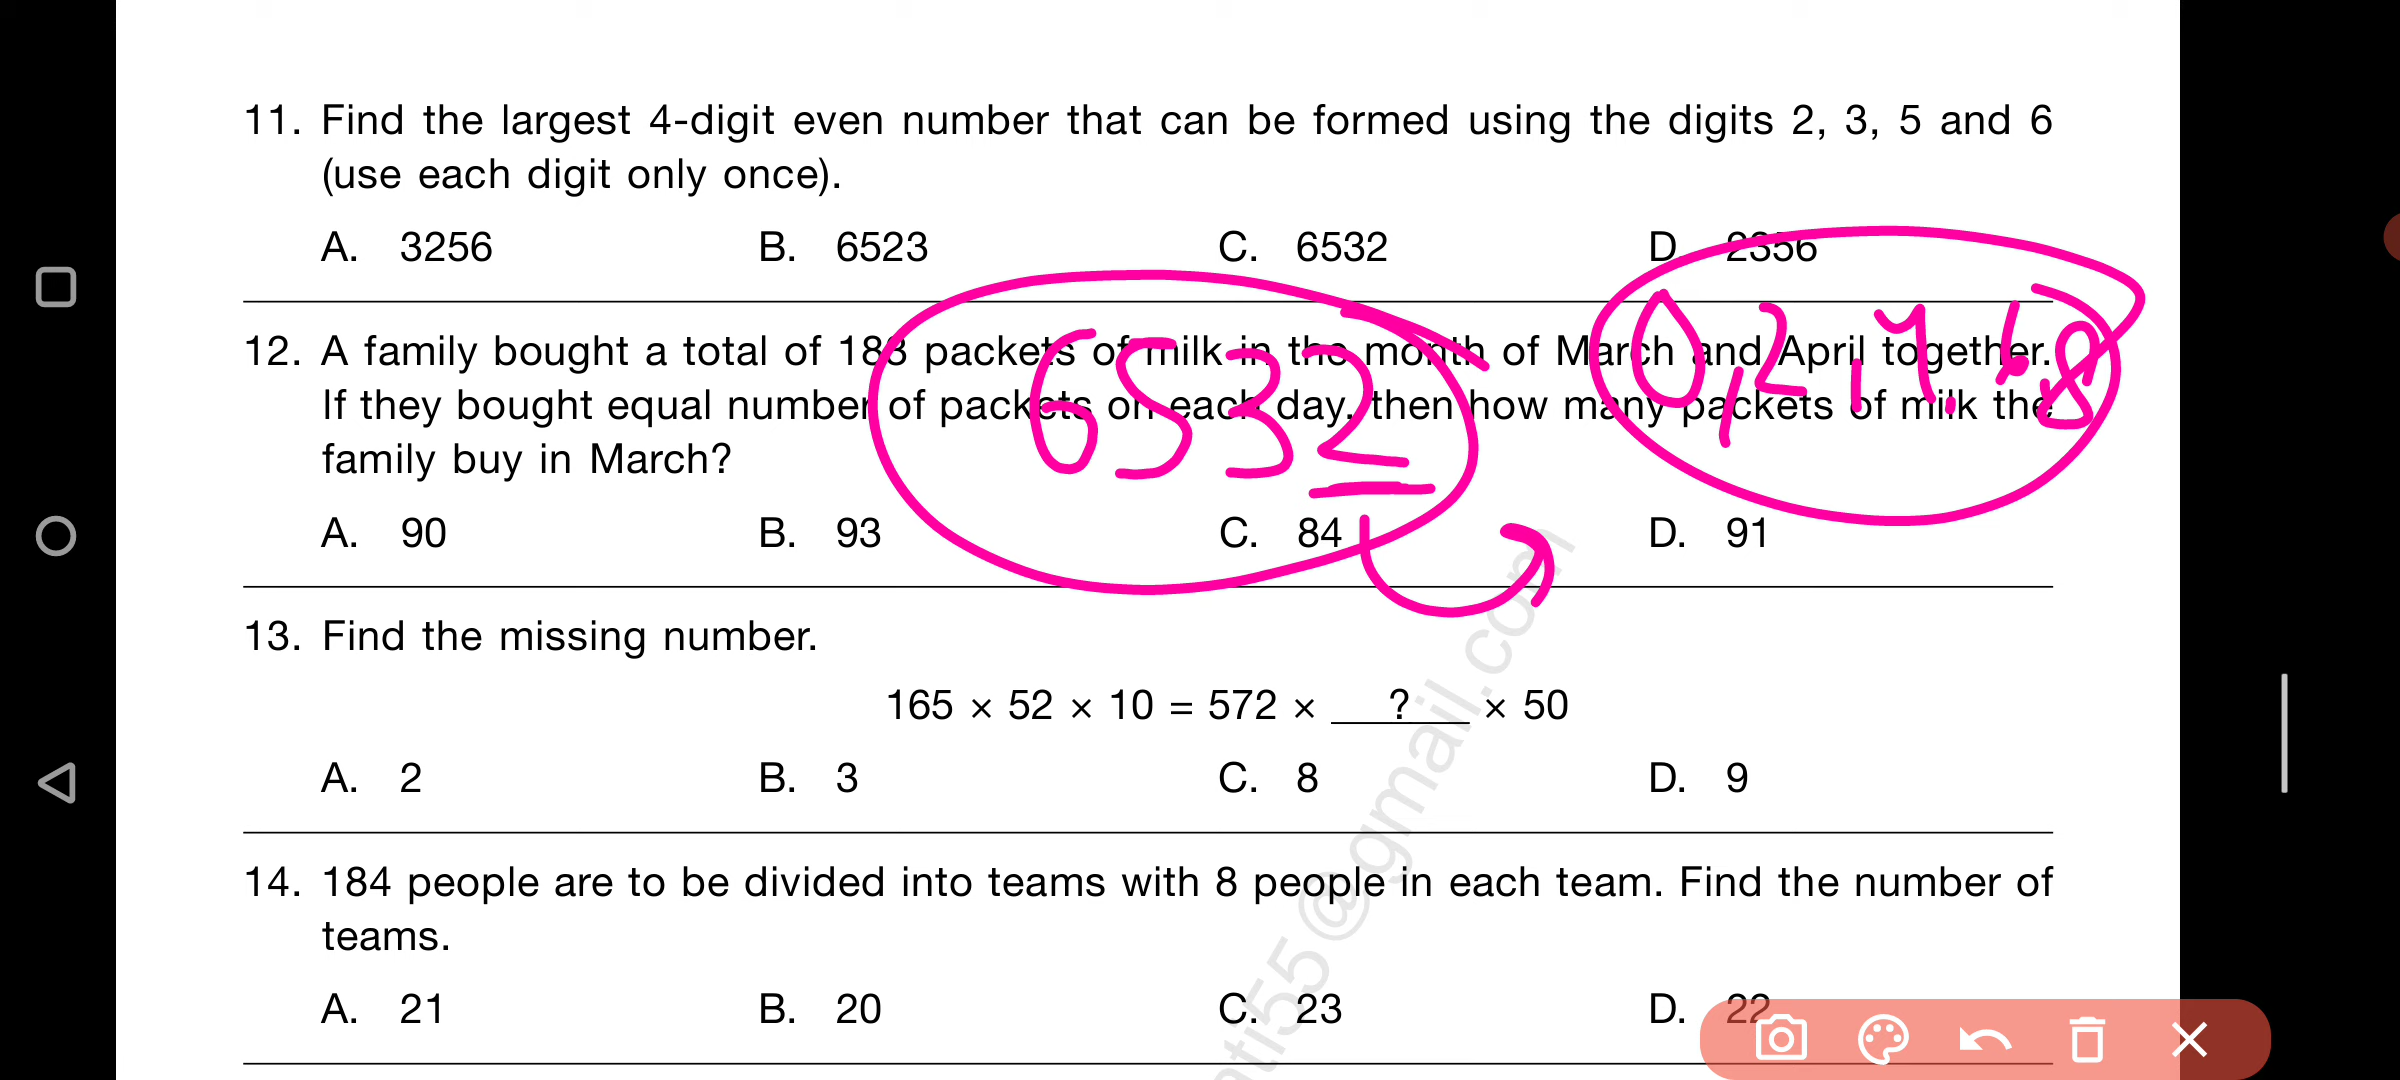 11. Find the largest 4-digit even number that can be formed using the digits 2, 3, 5 and 6
(use each digit only once).
A. 3256 B. 6523 C. 6532 D. 2356
12. A family bought a total of 183 packets of milk in the month of March and April together.
If they bought equal number of packets on each day, then how many packets of milk the
family buy in March?
6532
0, 2, 4, 6, 8
A. 90 B. 93 C. 84 D. 91
13. Find the missing number.
165 × 52 × 10 = 572 × ? × 50
A. 2 B. 3 C. 8 D. 9
14. 184 people are to be divided into teams with 8 people in each team. Find the number of
teams.
A. 21 B. 20 C. 23 D. 22
ati55@gmail.com